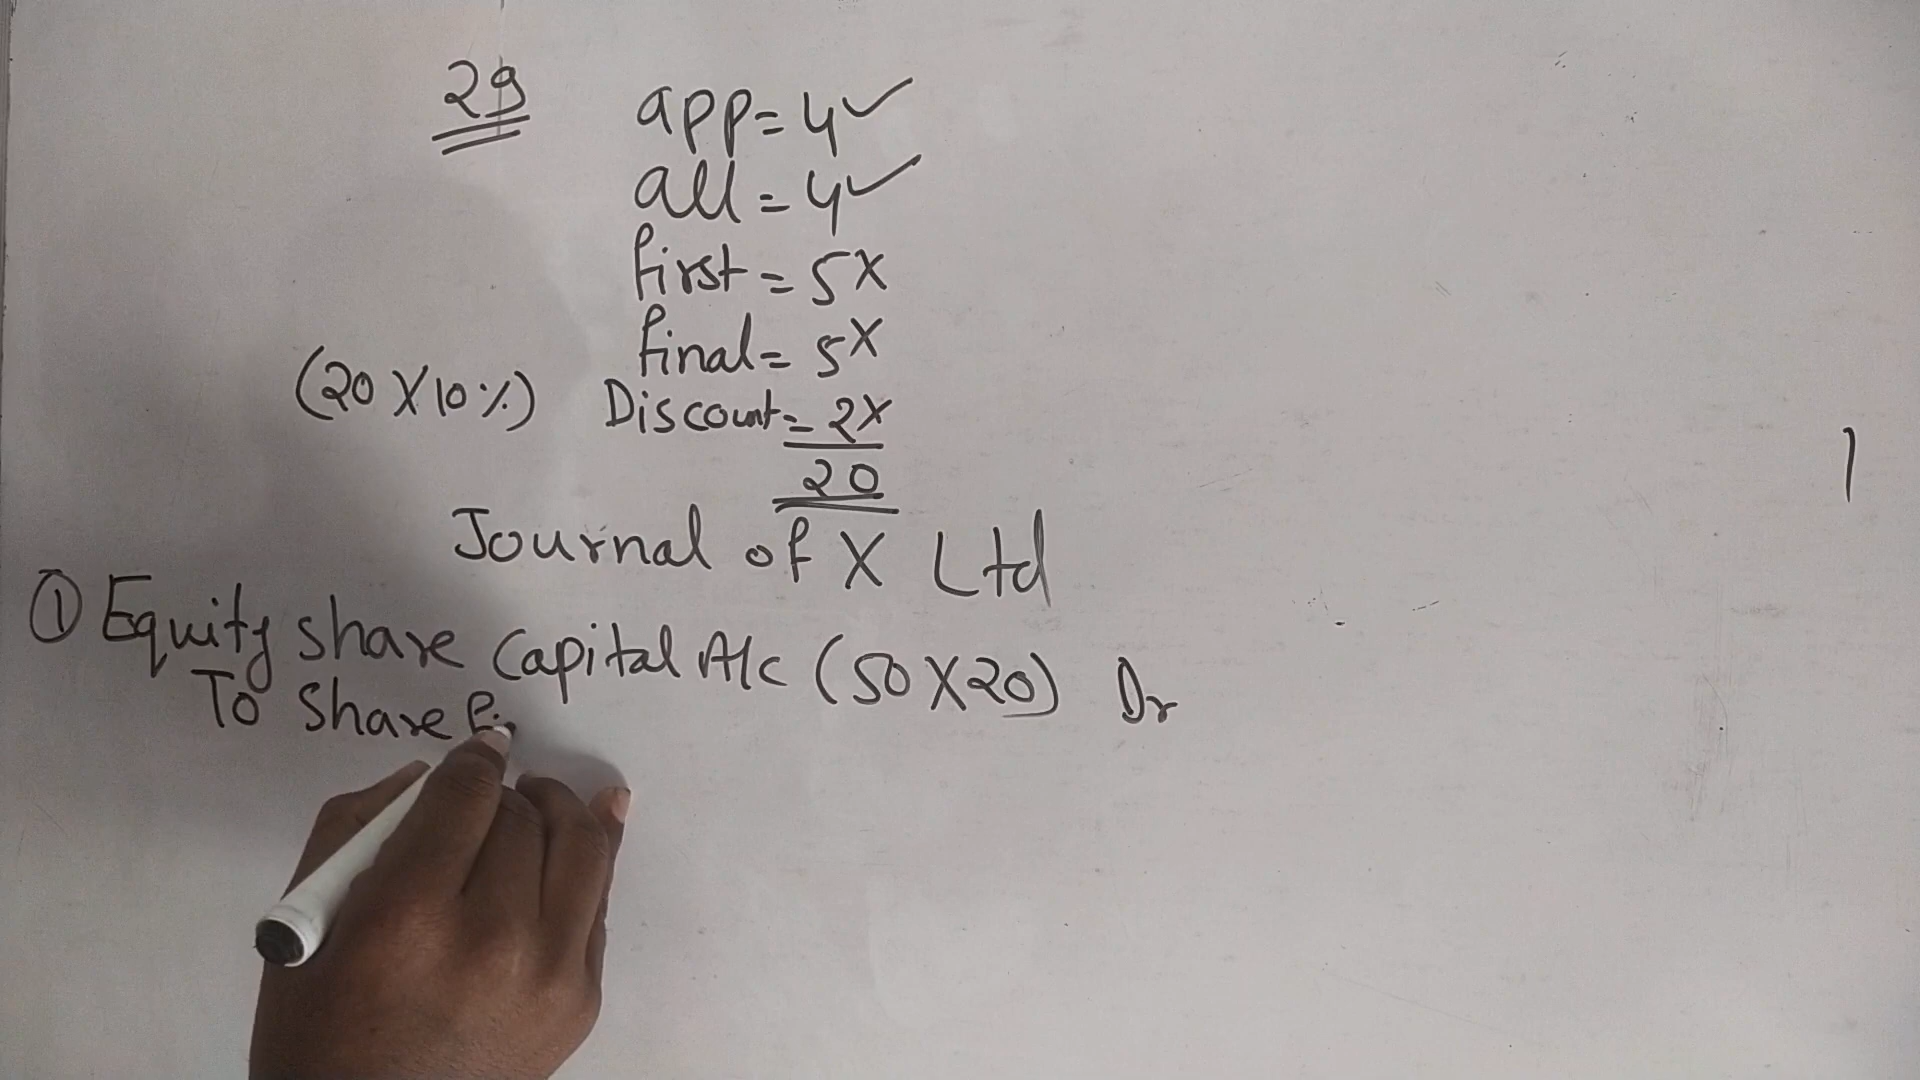 29
app = 4 ✓
all = 4 ✓
first = 5 X
final = 5 X
(20 X 10 %) Discount = 2 X
20
Journal of X Ltd
① Equity share Capital A/c (50 X 20) Dr
To Share